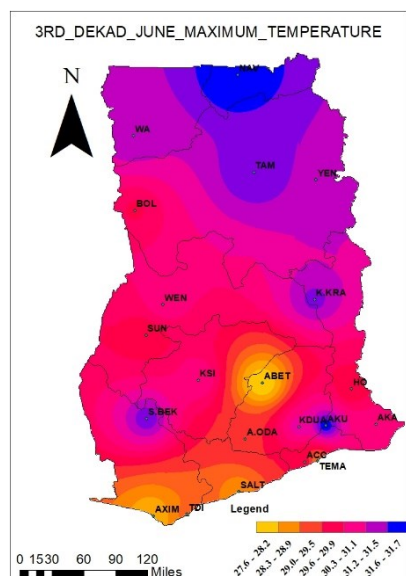 3RD_DEKAD_JUNE_MAXIMUM_TEMPERATURE
N
NAV
WA
TAM
YEN
BOL
K.KRA
WEN
SUN
KSI
ABET
HO
S.BEK
KDUA
AKU
AKA
A.ODA
ACC
TEMA
SALT
AXIM
TDI
Legend
27.6 - 28.2
28.3 - 28.9
29.0 - 29.5
29.6 - 29.9
30.3 - 31.1
31.2 - 31.5
31.6 - 31.7
0 1530 60 90 120
Miles